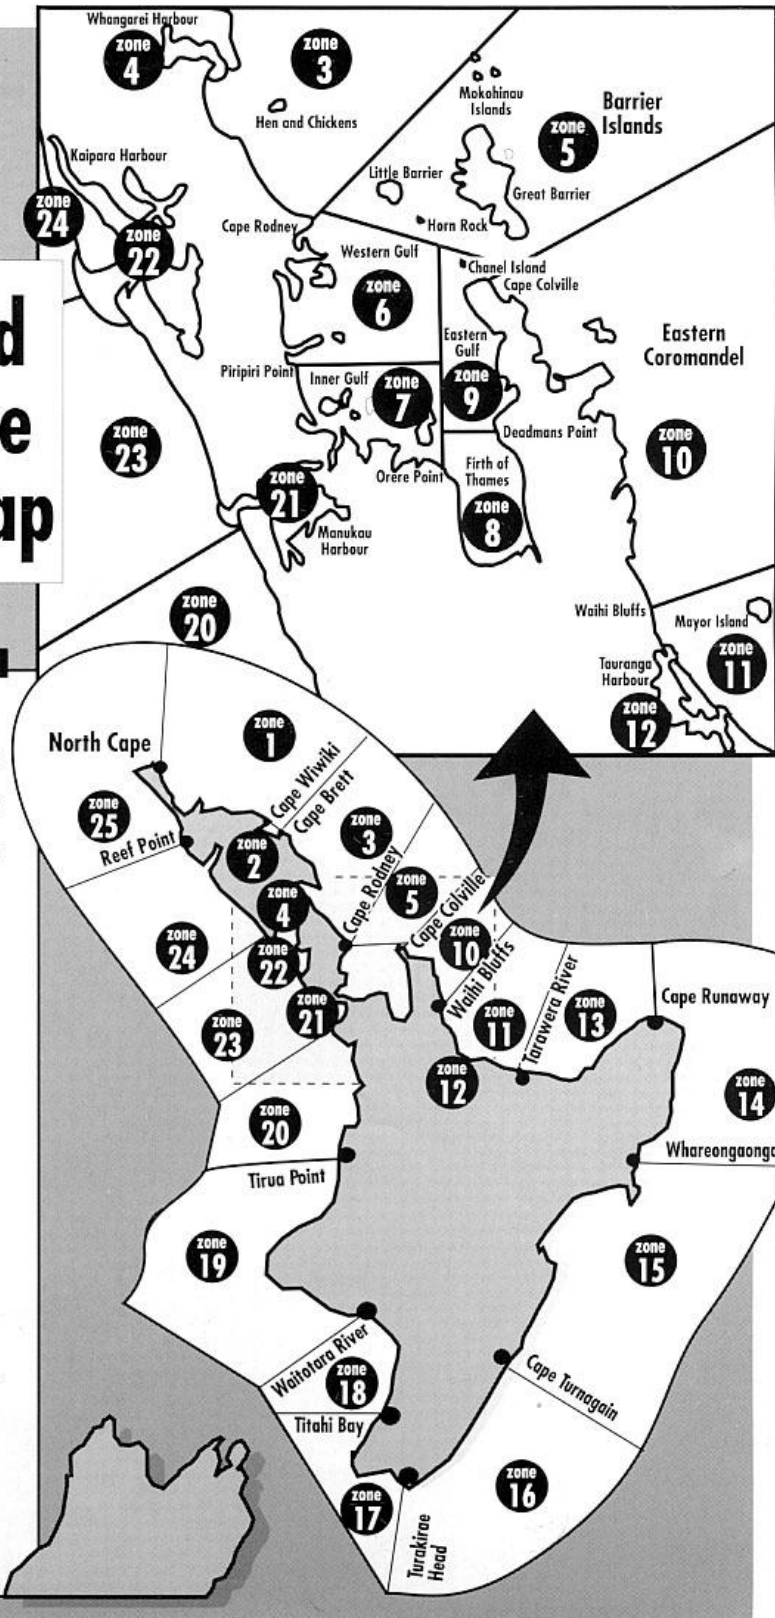 Whangarei Harbour
zone
4
zone
3
Hen and Chickens
Mokohinau
Islands
Barrier
Islands
zone
5
Kaipara Harbour
Little Barrier
Great Barrier
zone
24
zone
22
Cape Rodney
Horn Rock
Western Gulf
zone
6
Chanel Island
Cape Colville
Eastern
Gulf
zone
9
Eastern
Coromandel
Piripiri Point
Inner Gulf
zone
7
Deadmans Point
zone
23
zone
10
Orere Point
Firth of
Thames
zone
8
zone
21
Manukau
Harbour
d
e
ap
zone
20
Waihi Bluffs
Mayor Island
zone
11
Tauranga
Harbour
zone
12
North Cape
zone
1
Cape Wiwiki
Cape Brett
zone
25
Reef Point
zone
2
zone
3
zone
4
Cape Rodney
zone
5
Cape Colville
zone
24
zone
22
zone
10
Waihi Bluffs
zone
21
zone
23
zone
11
Tarawera River
zone
13
Cape Runaway
zone
12
zone
14
zone
20
Whareongaonga
Tirua Point
zone
19
zone
15
Waitotara River
zone
18
Titahi Bay
Cape Turnagain
zone
17
zone
16
Turakirae
Head